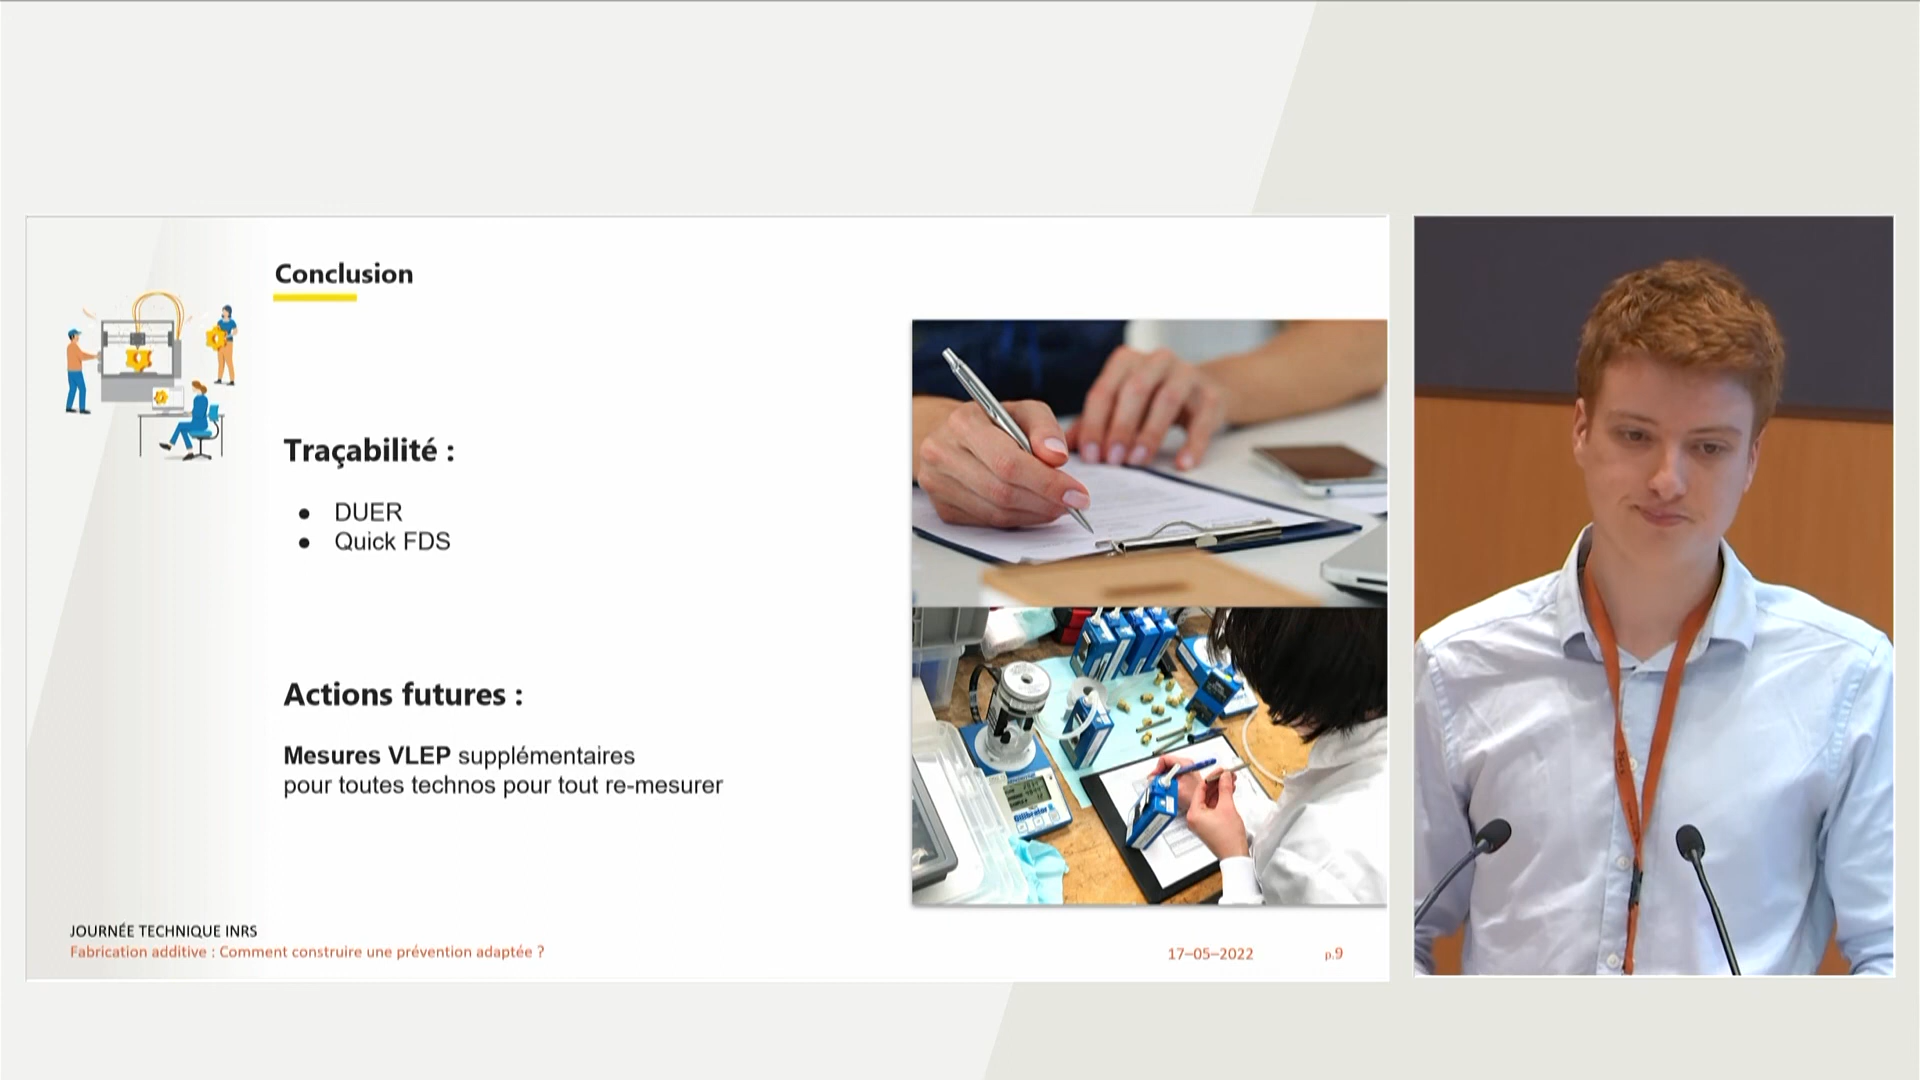 Conclusion
Traçabilité :
● DUER
● Quick FDS
Actions futures :
Mesures VLEP supplémentaires
pour toutes technos pour tout re-mesurer
JOURNÉE TECHNIQUE INRS
Fabrication additive : Comment construire une prévention adaptée ?
17–05–2022
p.9